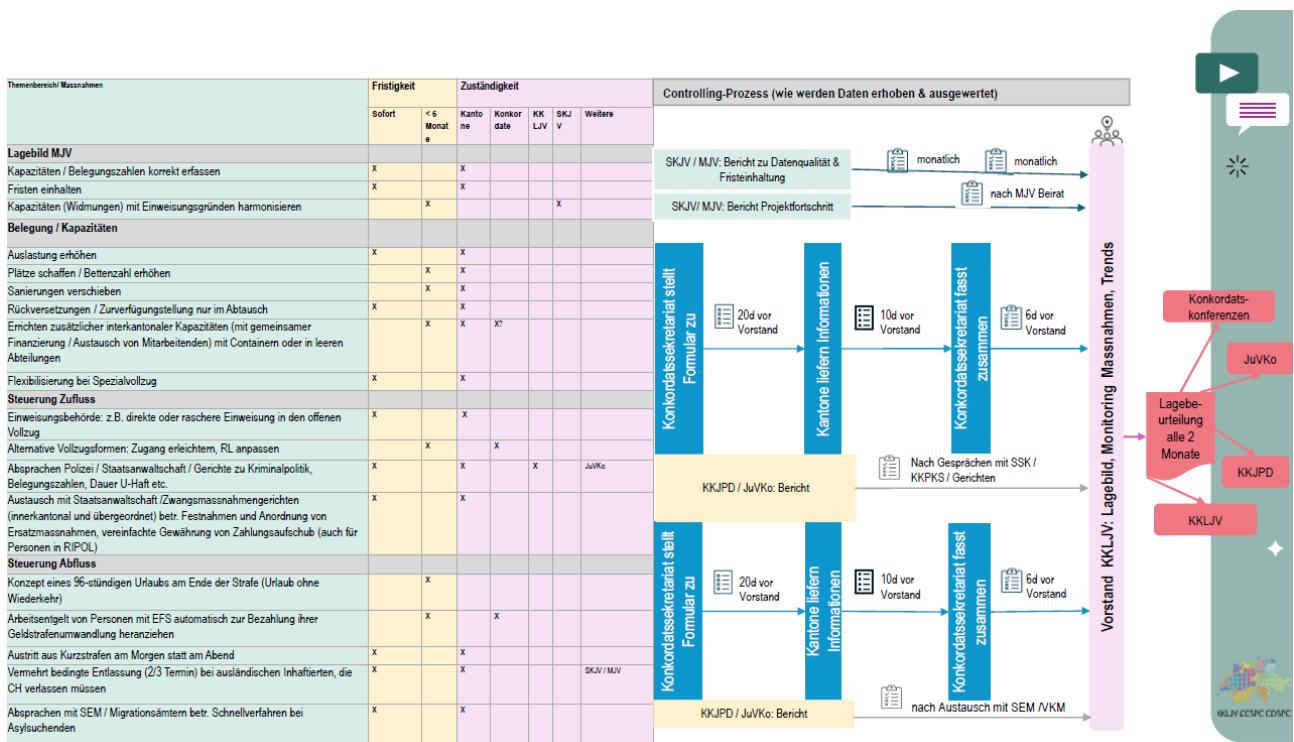 Themenbereich/ Massnahmen
Fristigkeit
Zuständigkeit
Sofort
< 6
Monat
e
Kanto
ne
Konkor
date
KK
LJV
SKJ
V
Weitere
Lagebild MJV
Kapazitäten / Belegungszahlen korrekt erfassen
X
X
Fristen einhalten
X
X
Kapazitäten (Widmungen) mit Einweisungsgründen harmonisieren
X
X
Belegung / Kapazitäten
Auslastung erhöhen
X
X
Plätze schaffen / Bettenzahl erhöhen
X
X
Sanierungen verschieben
X
X
Rückversetzungen / Zurverfügungstellung nur im Abtausch
X
X
Errichten zusätzlicher interkantonaler Kapazitäten (mit gemeinsamer
Finanzierung / Austausch von Mitarbeitenden) mit Containern oder in leeren
Abteilungen
X
X
X?
Flexibilisierung bei Spezialvollzug
X
X
Steuerung Zufluss
Einweisungsbehörde: z.B. direkte oder raschere Einweisung in den offenen
Vollzug
X
X
Alternative Vollzugsformen: Zugang erleichtern, RL anpassen
X
X
Absprachen Polizei / Staatsanwaltschaft / Gerichte zu Kriminalpolitik,
Belegungszahlen, Dauer U-Haft etc.
X
X
X
JuVKo
Austausch mit Staatsanwaltschaft /Zwangsmassnahmengerichten
(innerkantonal und übergeordnet) betr. Festnahmen und Anordnung von
Ersatzmassnahmen, vereinfachte Gewährung von Zahlungsaufschub (auch für
Personen in RIPOL)
X
X
Steuerung Abfluss
Konzept eines 96-stündigen Urlaubs am Ende der Strafe (Urlaub ohne
Wiederkehr)
X
Arbeitsentgelt von Personen mit EFS automatisch zur Bezahlung ihrer
Geldstrafenumwandlung heranziehen
X
X
Austritt aus Kurzstrafen am Morgen statt am Abend
X
X
Vermehrt bedingte Entlassung (2/3 Termin) bei ausländischen Inhaftierten, die
CH verlassen müssen
X
X
SKJV / MJV
Absprachen mit SEM / Migrationsämtern betr. Schnellverfahren bei
Asylsuchenden
X
X
Controlling-Prozess (wie werden Daten erhoben & ausgewertet)
SKJV / MJV: Bericht zu Datenqualität &
Fristeinhaltung
monatlich
monatlich
SKJV/ MJV: Bericht Projektfortschritt
nach MJV Beirat
Konkordatssekretariat stellt
Formular zu
20d vor
Vorstand
Kantone liefern Informationen
10d vor
Vorstand
Konkordatssekretariat fasst
zusammen
6d vor
Vorstand
KKJPD / JuVKo: Bericht
Nach Gesprächen mit SSK /
KKPKS / Gerichten
Konkordatssekretariat stellt
Formular zu
20d vor
Vorstand
Kantone liefern
Informationen
10d vor
Vorstand
Konkordatssekretariat fasst
zusammen
6d vor
Vorstand
KKJPD / JuVKo: Bericht
nach Austausch mit SEM /VKM
Vorstand KKLJV: Lagebild, Monitoring Massnahmen, Trends
Lagebe-
urteilung
alle 2
Monate
Konkordats-
konferenzen
JuVKo
KKJPD
KKLJV
KKLJV CCSPC CDSPC